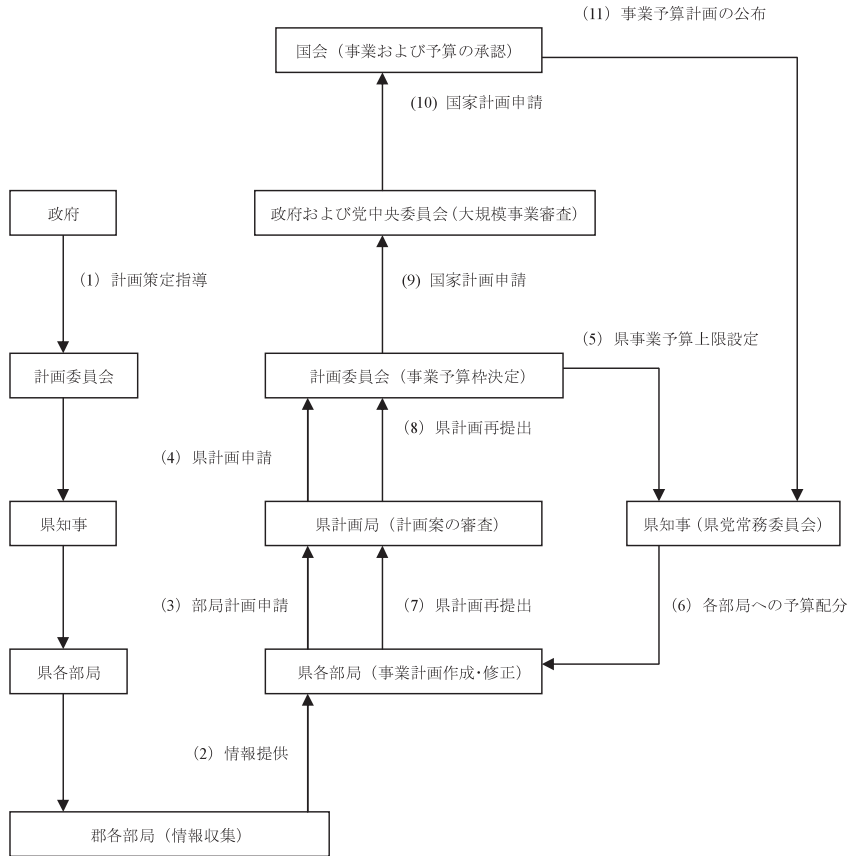 (11) 事業予算計画の公布
国会（事業および予算の承認）
(10) 国家計画申請
政府
政府および党中央委員会（大規模事業審査）
(1) 計画策定指導
(9) 国家計画申請
(5) 県事業予算上限設定
計画委員会
計画委員会（事業予算枠決定）
(8) 県計画再提出
(4) 県計画申請
県知事
県計画局（計画案の審査）
県知事（県党常務委員会）
(3) 部局計画申請
(7) 県計画再提出
(6) 各部局への予算配分
県各部局
県各部局（事業計画作成・修正）
(2) 情報提供
郡各部局（情報収集）